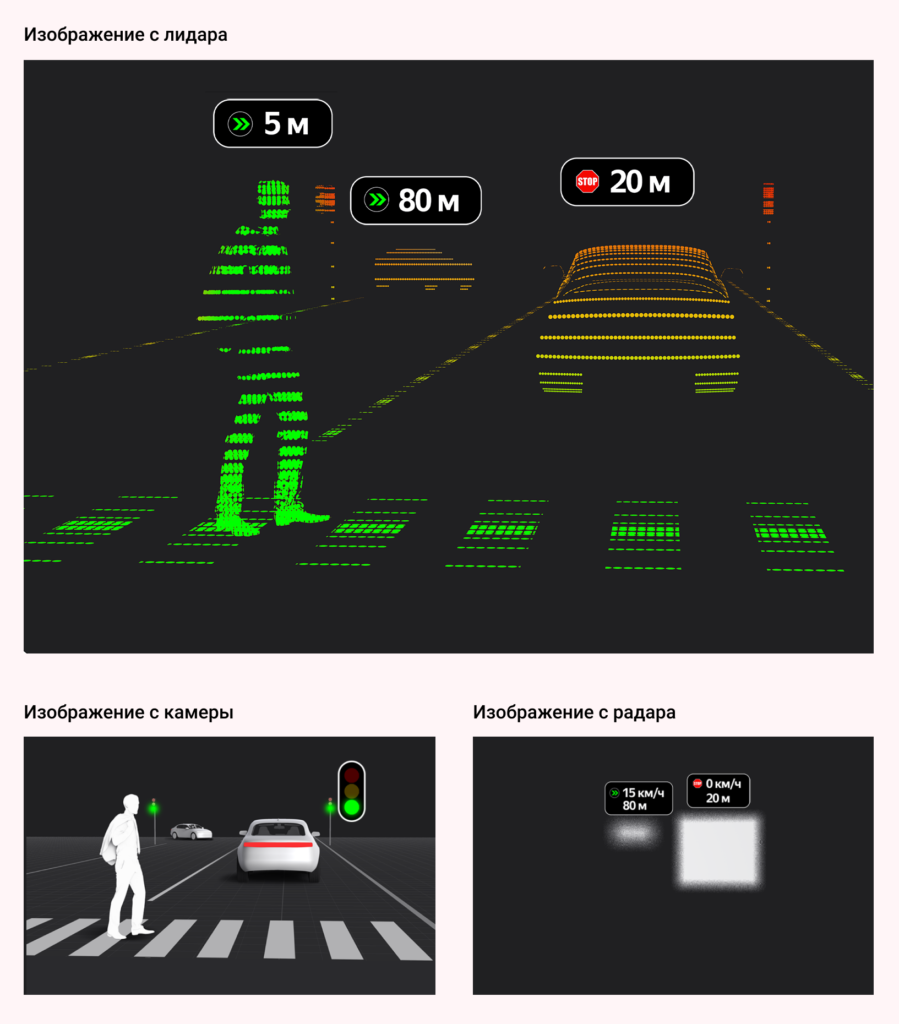 Изображение с лидара
5 м
80 м
STOP 20 м
Изображение с камеры
Изображение с радара
15 км/ч
80 м
STOP 0 км/ч
20 м